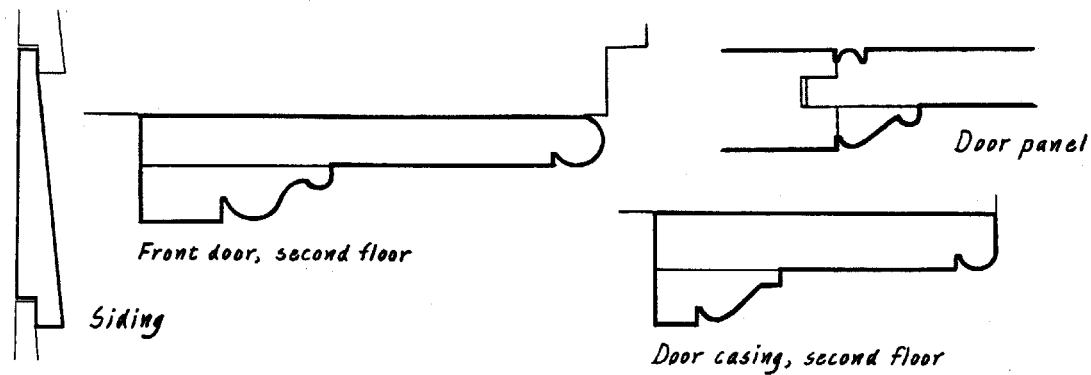 Door panel
Front door, second floor
Siding
Door casing, second floor